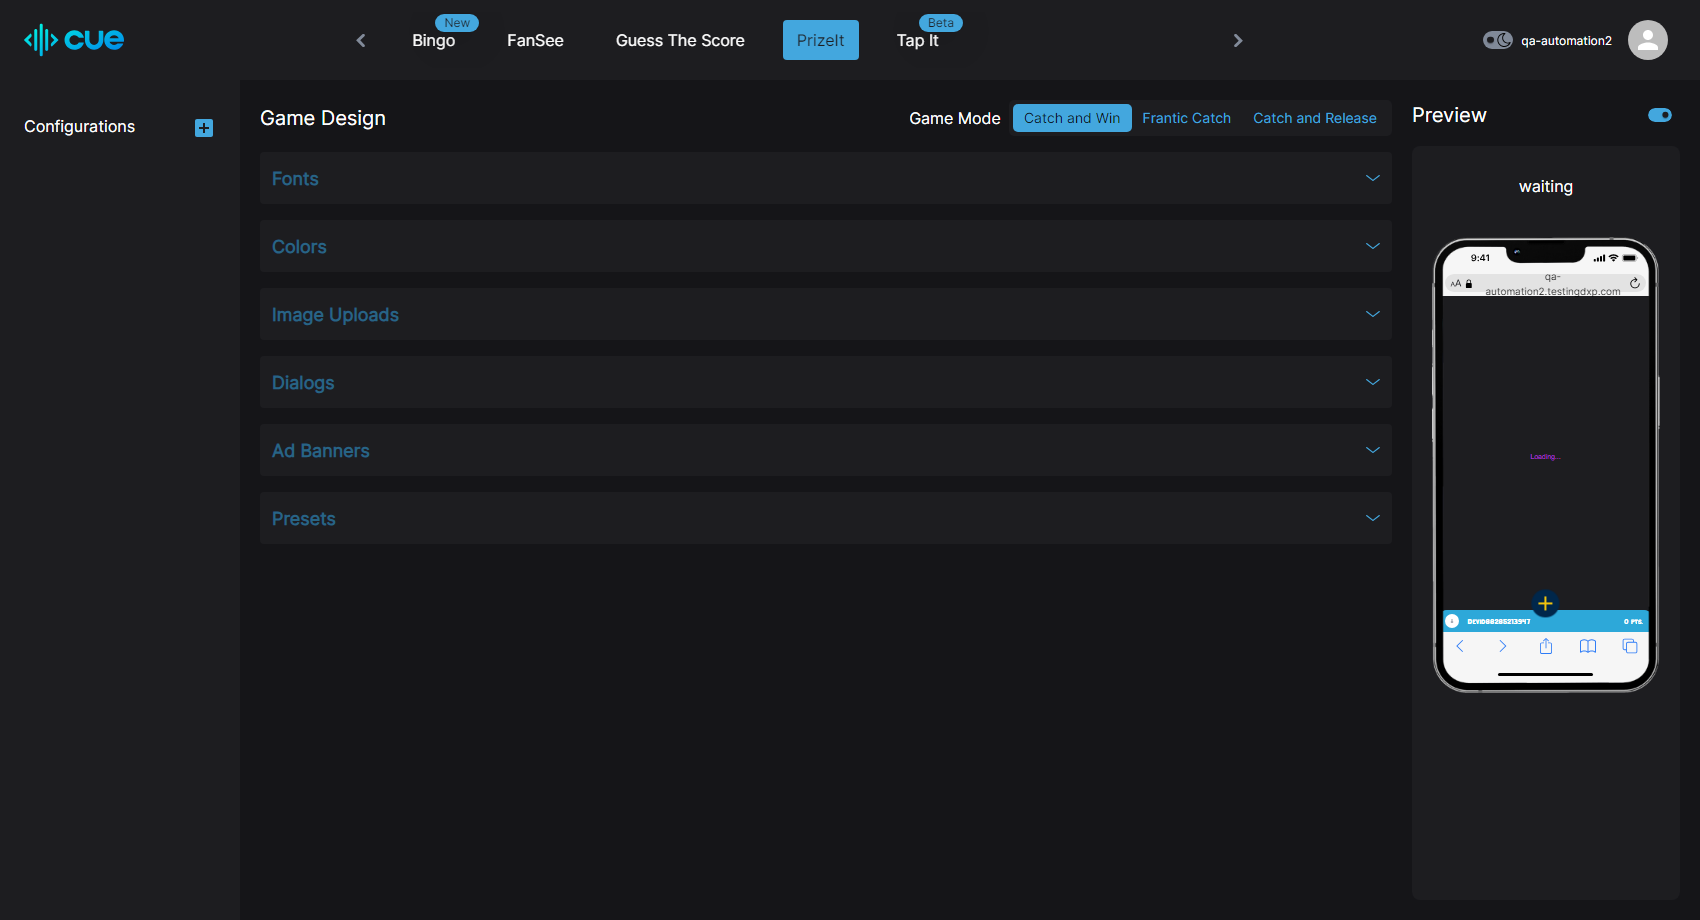 cue
Bingo
New
FanSee
Guess The Score
PrizeIt
Tap It
Beta
qa-automation2
Configurations
Game Design
Game Mode
Catch and Win
Frantic Catch
Catch and Release
Fonts
Colors
Image Uploads
Dialogs
Ad Banners
Presets
Preview
waiting
9:41
AA
qa-
automation2.testingdxp.com
Loading...
0 PTS.